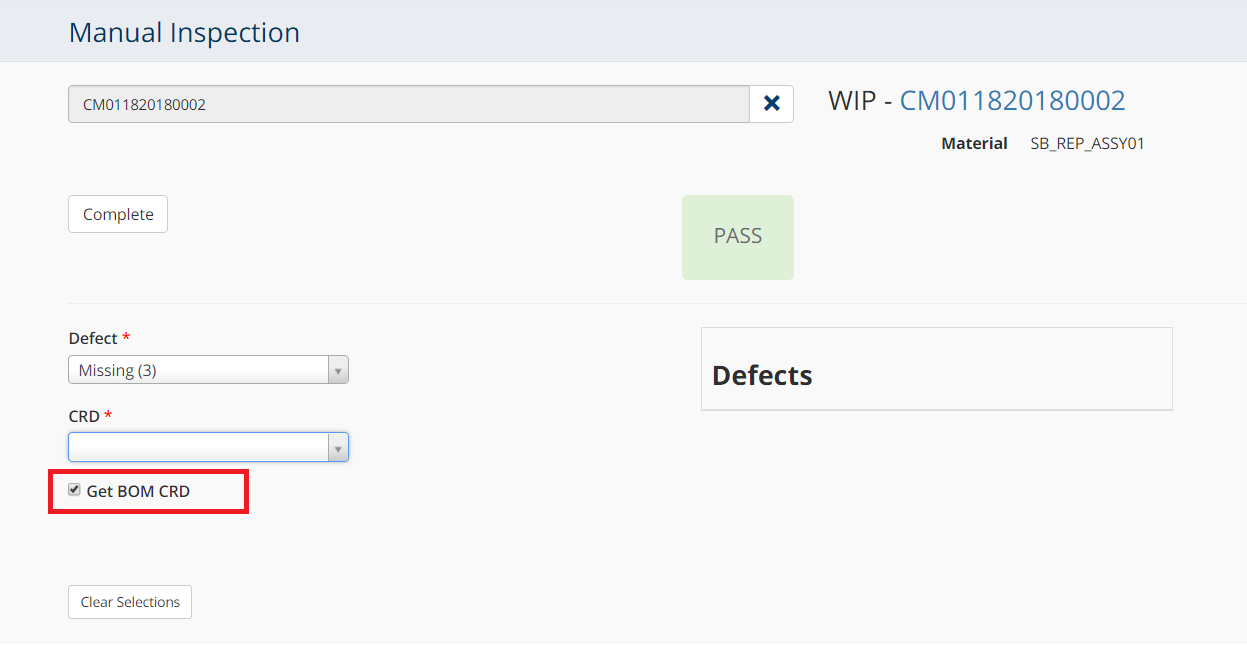 Manual Inspection
CM011820180002
WIP - CM011820180002
Material SB_REP_ASSY01
Complete
PASS
Defect *
Missing (3)
Defects
CRD *
Get BOM CRD
Clear Selections